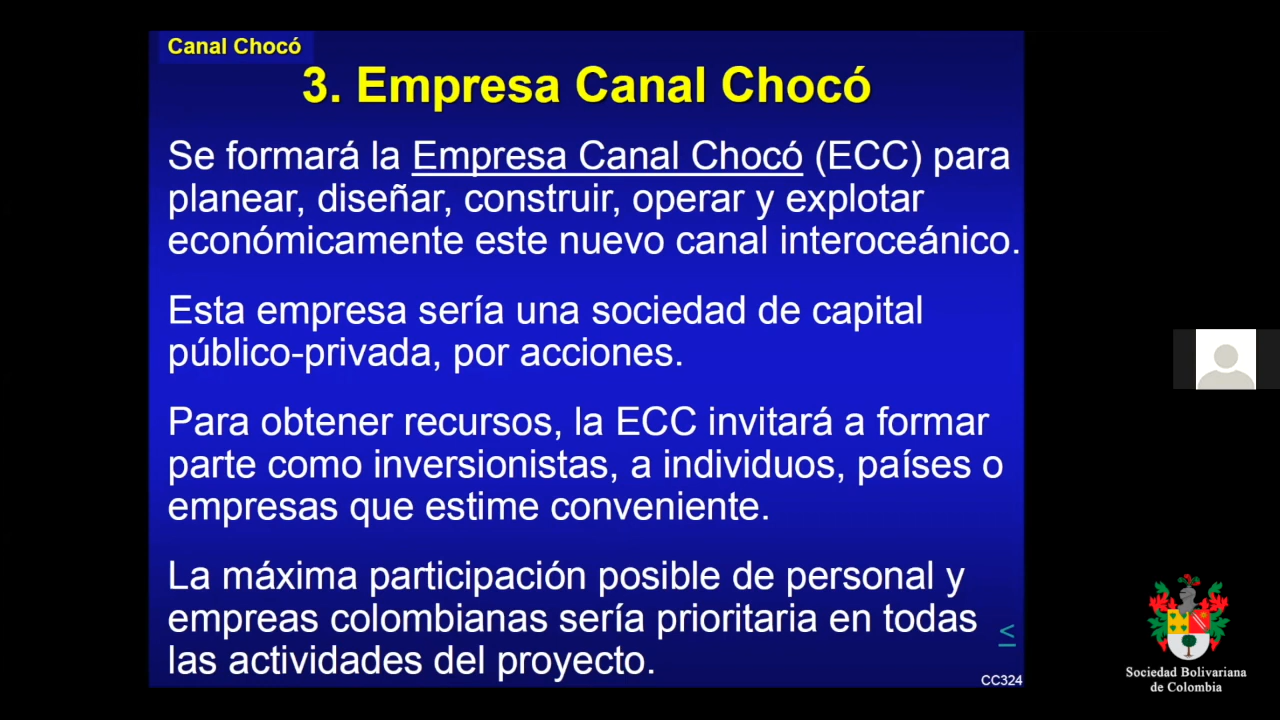 Canal Chocó
3. Empresa Canal Chocó
Se formará la Empresa Canal Chocó (ECC) para
planear, diseñar, construir, operar y explotar
económicamente este nuevo canal interoceánico.
Esta empresa sería una sociedad de capital
público-privada, por acciones.
Para obtener recursos, la ECC invitará a formar
parte como inversionistas, a individuos, países o
empresas que estime conveniente.
La máxima participación posible de personal y
empreas colombianas sería prioritaria en todas
las actividades del proyecto.
<
CC324
Sociedad Bolivariana
de Colombia